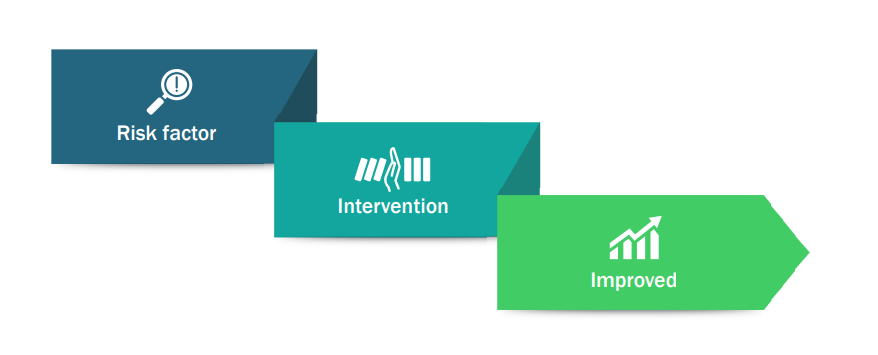 Risk factor
Intervention
Improved